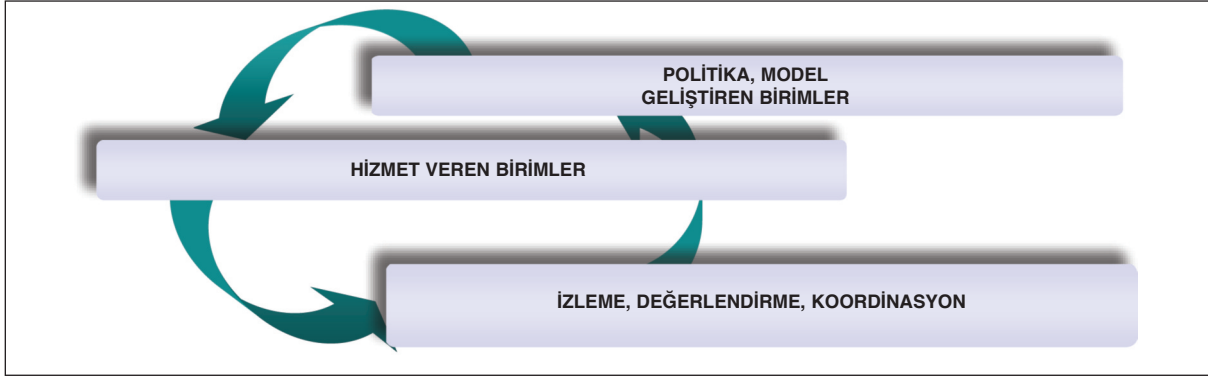 POLİTİKA, MODEL
GELİŞTİREN BİRİMLER
HİZMET VEREN BİRİMLER
İZLEME, DEĞERLENDİRME, KOORDİNASYON